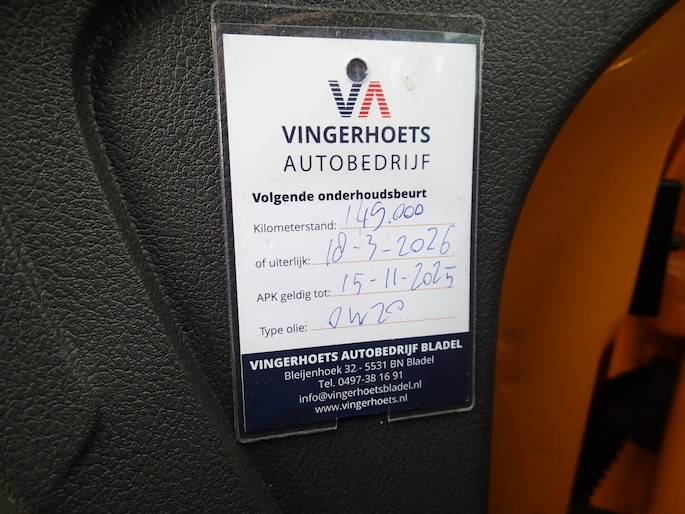 VA
VINGERHOETS
AUTOBEDRIJF
Volgende onderhoudsbeurt
Kilometerstand: 149.000
of uiterlijk: 18-3-2026
APK geldig tot: 15-11-2025
Type olie: 0W20
VINGERHOETS AUTOBEDRIJF BLADEL
Bleijenhoek 32 - 5531 BN Bladel
Tel. 0497-38 16 91
info@vingerhoetsbladel.nl
www.vingerhoets.nl